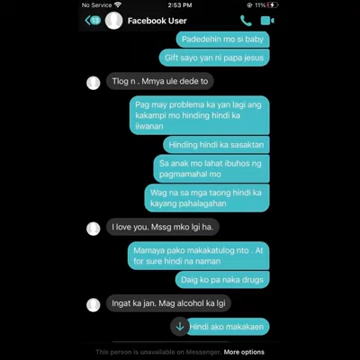 No Service
2:53 PM
11%
13
Facebook User
Padedehin mo si baby
Gift sayo yan ni papa jesus
Tlog n . Mmya ule dede to
Pag may problema ka yan lagi ang
kakampi mo hinding hindi ka
iiwanan
Hinding hindi ka sasaktan
Sa anak mo lahat ibuhos ng
pagmamahal mo
Wag na sa mga taong hindi ka
kayang pahalagahan
I love you. Mssg mko lgi ha.
Mamaya pako makakatulog nto . At
for sure hindi na naman
Daig ko pa naka drugs
Ingat ka jan. Mag alcohol ka lgi
Hindi ako makakaen
This person is unavailable on Messenger. More options